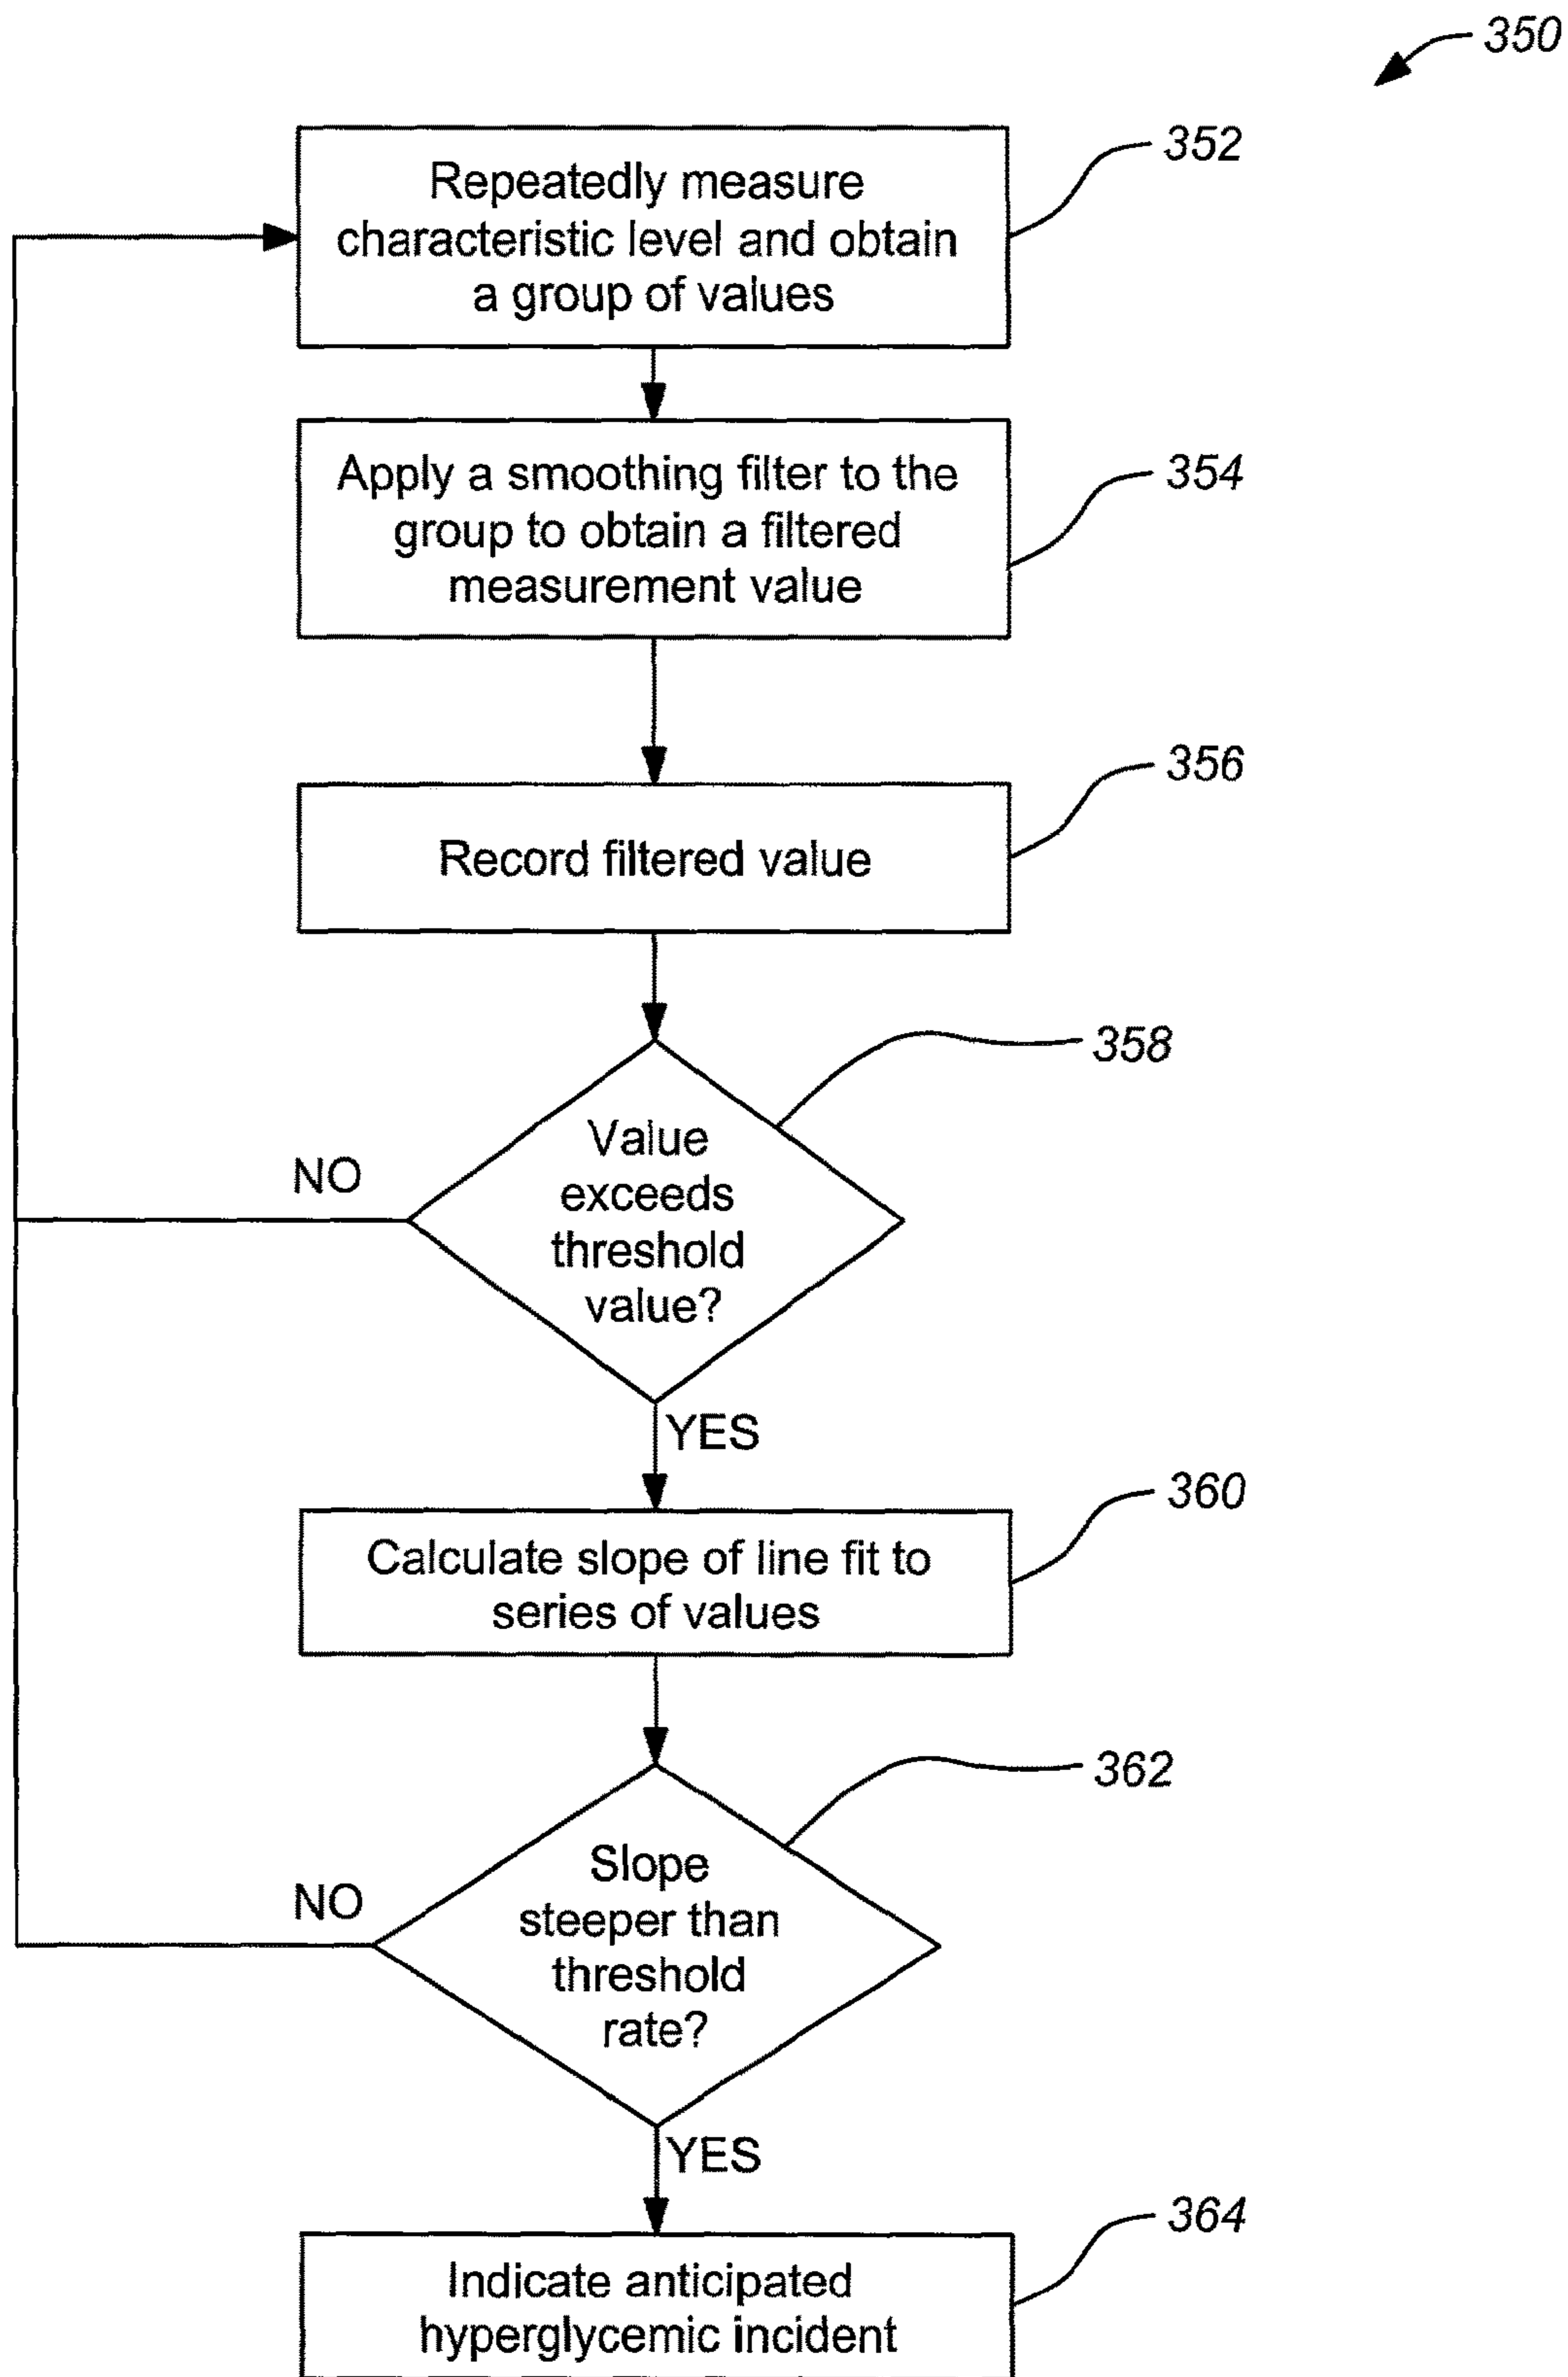 350
352
Repeatedly measure
characteristic level and obtain
a group of values
354
Apply a smoothing filter to the
group to obtain a filtered
measurement value
356
Record filtered value
358
Value
exceeds
threshold
value?
NO
YES
360
Calculate slope of line fit to
series of values
362
Slope
steeper than
threshold
rate?
NO
YES
364
Indicate anticipated
hyperglycemic incident